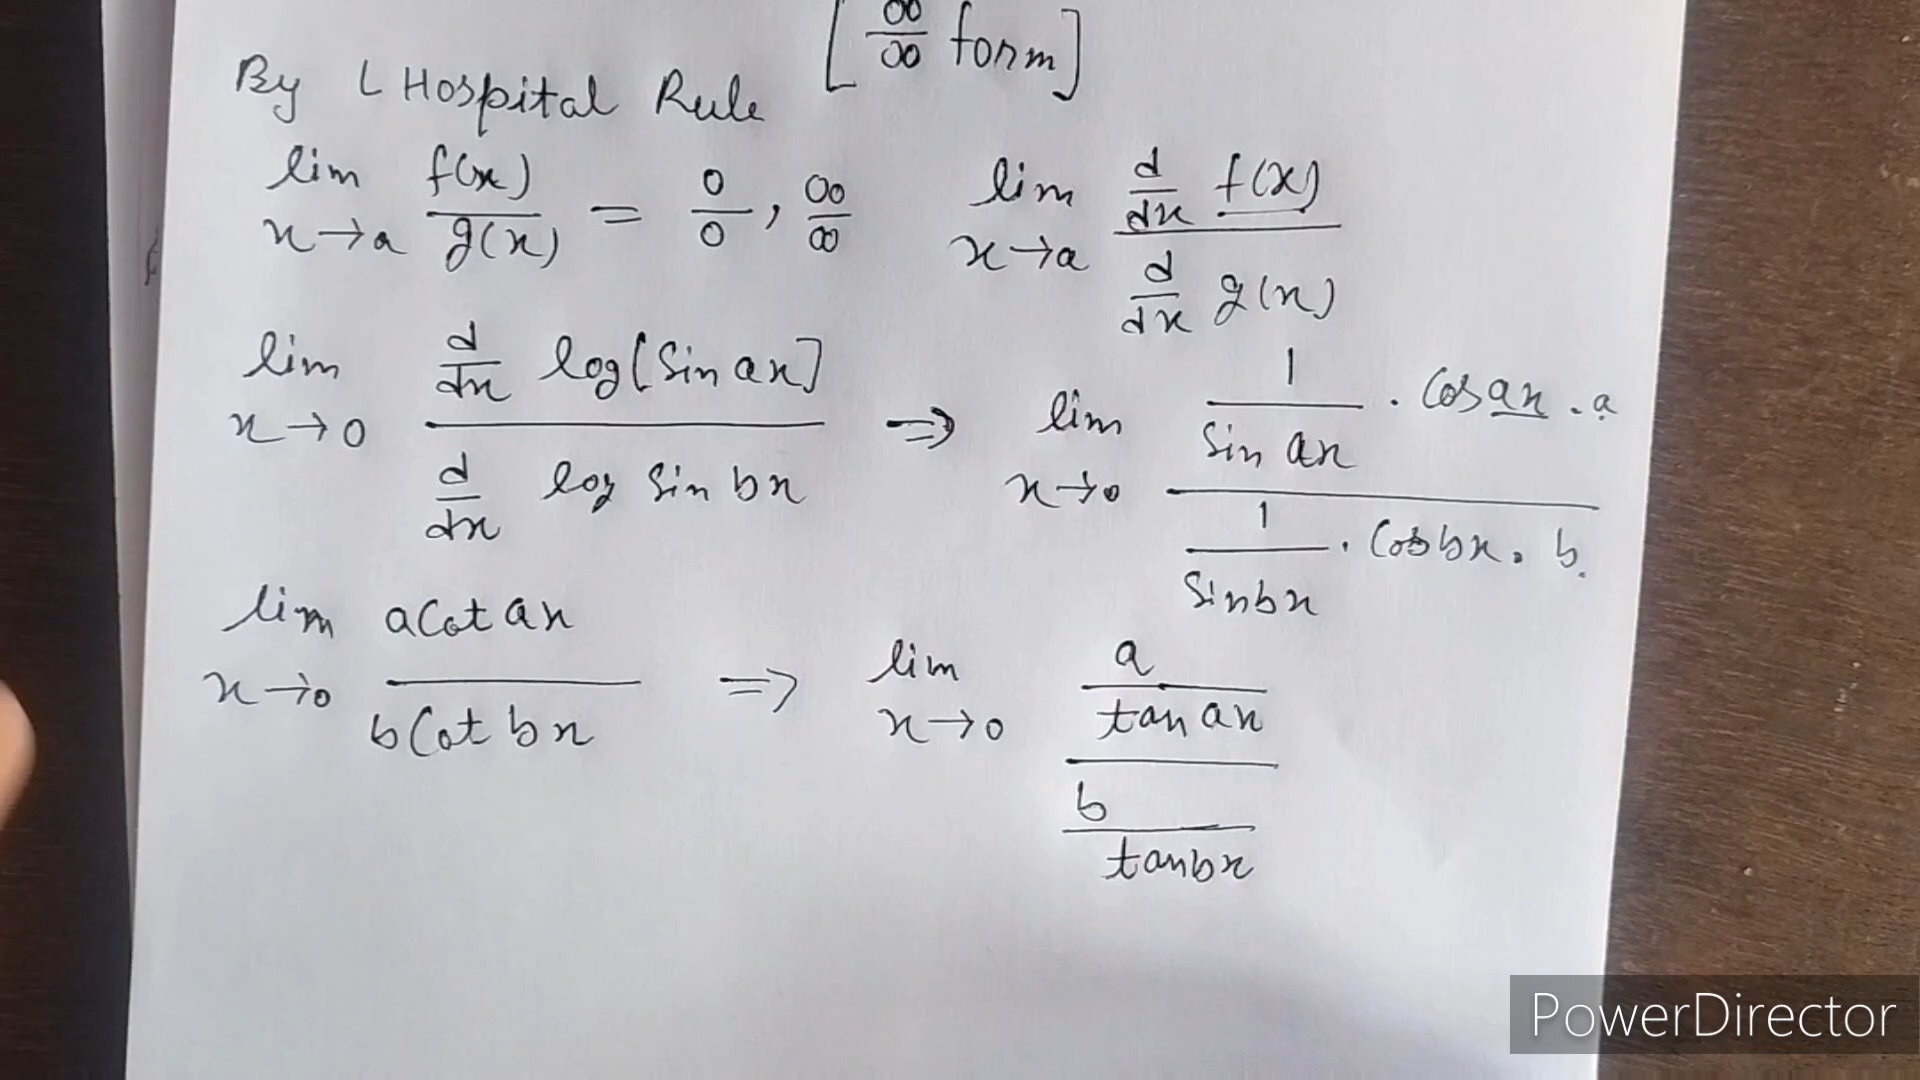 [∞/∞ form]
By L Hospital Rule
lim x→a f(x)/g(x) = 0/0, ∞/∞ lim x→a (d/dx f(x))/(d/dx g(x))
lim x→0 (d/dx log(Sin ax])/(d/dx log Sin bx) ⇒ lim x→0 (1/sin ax . Cos ax . a)/(1/Sin bx . Cos bx . b.)
lim x→0 (a Cot ax)/(b Cot bx) ⇒ lim x→0 (a/tan ax)/(b/tan bx)
PowerDirector